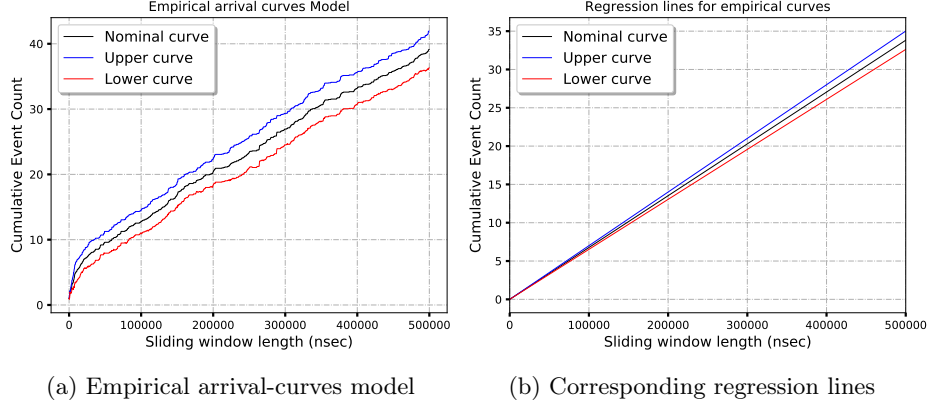 Empirical arrival curves Model
Nominal curve
Upper curve
Lower curve
Cumulative Event Count
40
30
20
10
0
0 100000 200000 300000 400000 500000
Sliding window length (nsec)
(a) Empirical arrival-curves model
Regression lines for empirical curves
Nominal curve
Upper curve
Lower curve
Cumulative Event Count
35
30
25
20
15
10
5
0
0 100000 200000 300000 400000 500000
Sliding window length (nsec)
(b) Corresponding regression lines